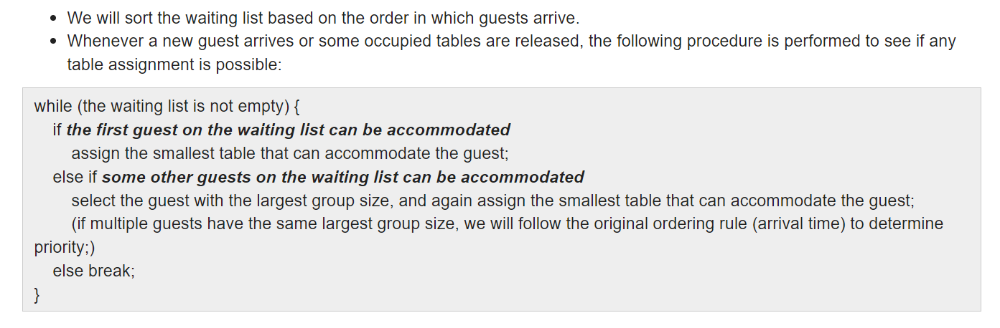 • We will sort the waiting list based on the order in which guests arrive.
• Whenever a new guest arrives or some occupied tables are released, the following procedure is performed to see if any
table assignment is possible:
while (the waiting list is not empty) {
if the first guest on the waiting list can be accommodated
assign the smallest table that can accommodate the guest;
else if some other guests on the waiting list can be accommodated
select the guest with the largest group size, and again assign the smallest table that can accommodate the guest;
(if multiple guests have the same largest group size, we will follow the original ordering rule (arrival time) to determine
priority;)
else break;
}